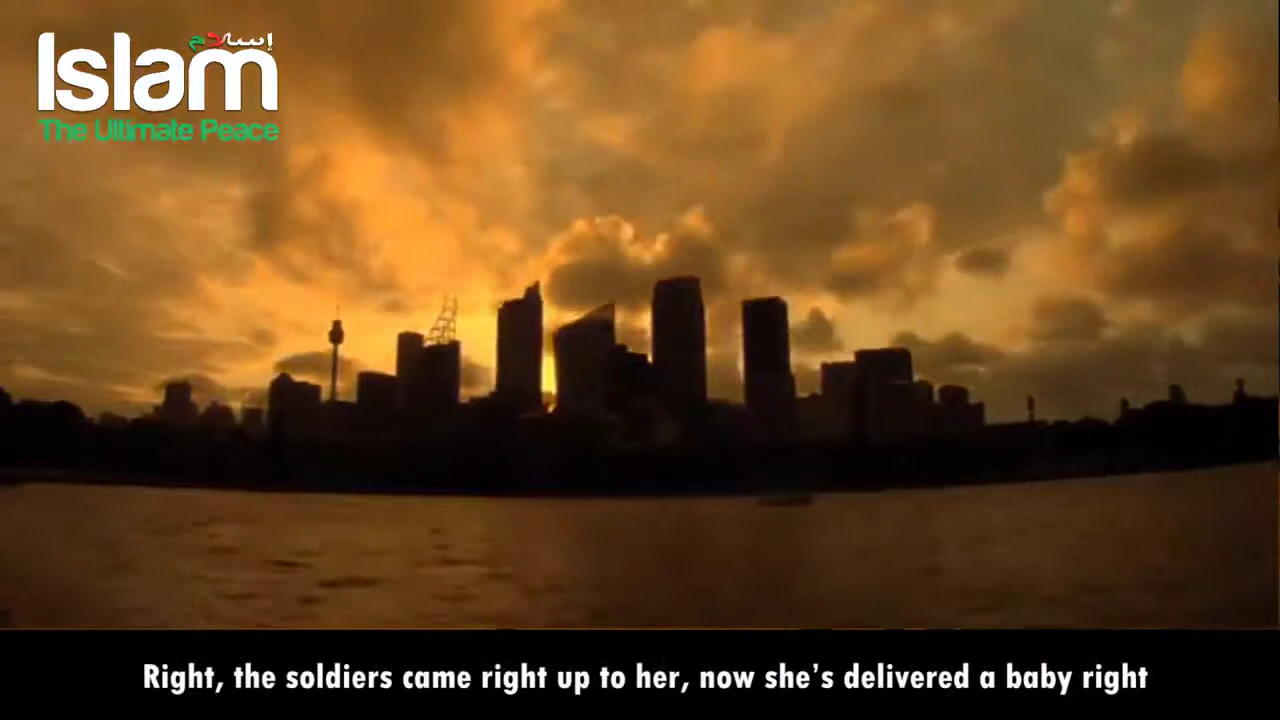 إسلام
Islam
The Ultimate Peace
Right, the soldiers came right up to her, now she's delivered a baby right